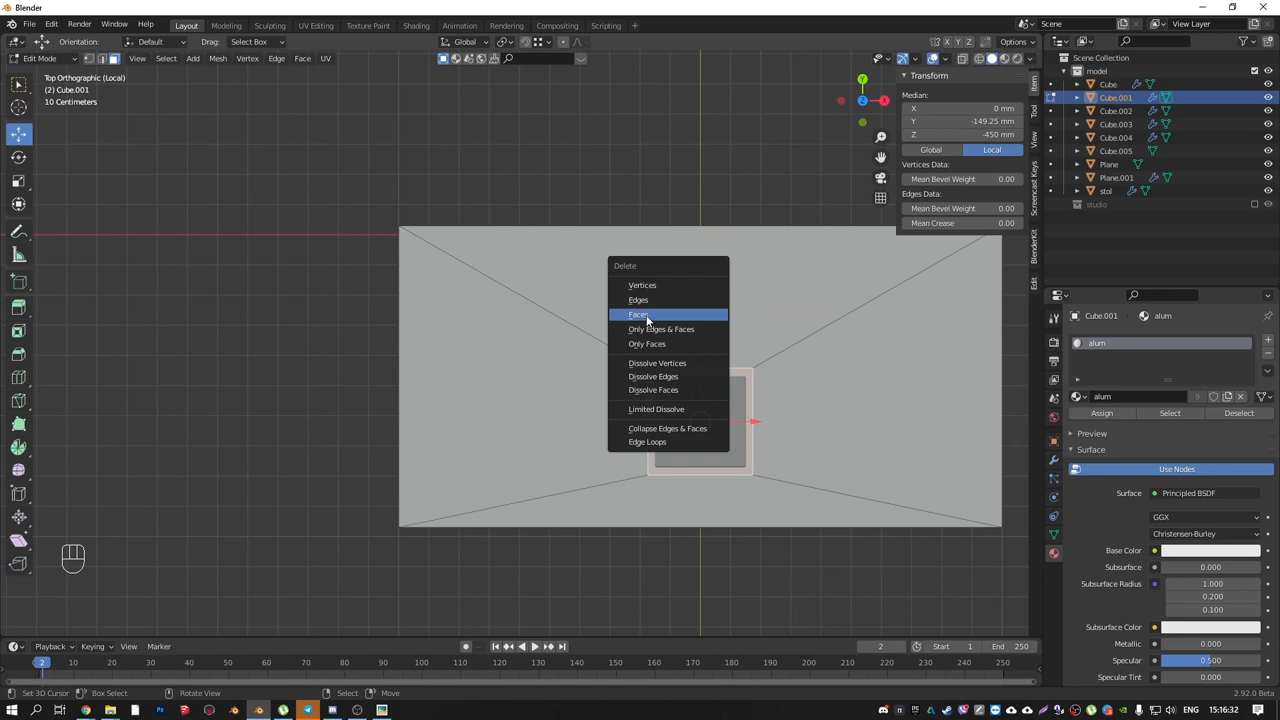 Blender
File Edit Render Window Help Layout Modeling Sculpting UV Editing Texture Paint Shading Animation Rendering Compositing Scripting Scene View Layer
Orientation: Default Drag: Select Box Global X Y Z Options
Edit Mode View Select Add Mesh Vertex Edge Face UV
Top Orthographic (Local)
(2) Cube.001
10 Centimeters
Y
Z
X
Transform
Median:
X 0 mm
Y -149.25 mm
Z -450 mm
Global Local
Vertices Data:
Mean Bevel Weight 0.00
Edges Data:
Mean Bevel Weight 0.00
Mean Crease 0.00
Item
Tool
View
Screencast Keys
BlenderKit
Edit
Scene Collection
model
Cube
Cube.001
Cube.002
Cube.003
Cube.004
Cube.005
Plane
Plane.001
stol
studio
Delete
Vertices
Edges
Faces
Only Edges & Faces
Only Faces
Dissolve Vertices
Dissolve Edges
Dissolve Faces
Limited Dissolve
Collapse Edges & Faces
Edge Loops
Cube.001 alum
alum
alum 9
Assign Select Deselect
Preview
Surface
Use Nodes
Surface Principled BSDF
GGX
Christensen-Burley
Base Color
Subsurface 0.000
Subsurface Radius 1.000
0.200
0.100
Subsurface Color
Metallic 0.000
Specular 0.500
Specular Tint 0.000
Playback Keying View Marker 2 Start 1 End 250
2 10 20 30 40 50 60 70 80 90 100 110 120 130 140 150 160 170 180 190 200 210 220 230 240 250
Set 3D Cursor Box Select Rotate View Select Move 2.92.0 Beta
ENG 15:16:32